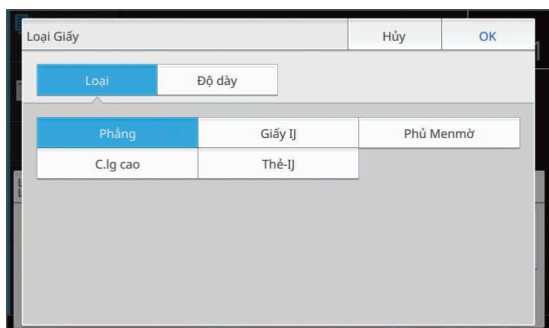 Loại Giấy Hủy OK
Loại Độ dày
Phẳng Giấy IJ Phủ Menmờ
C.lg cao Thẻ-IJ